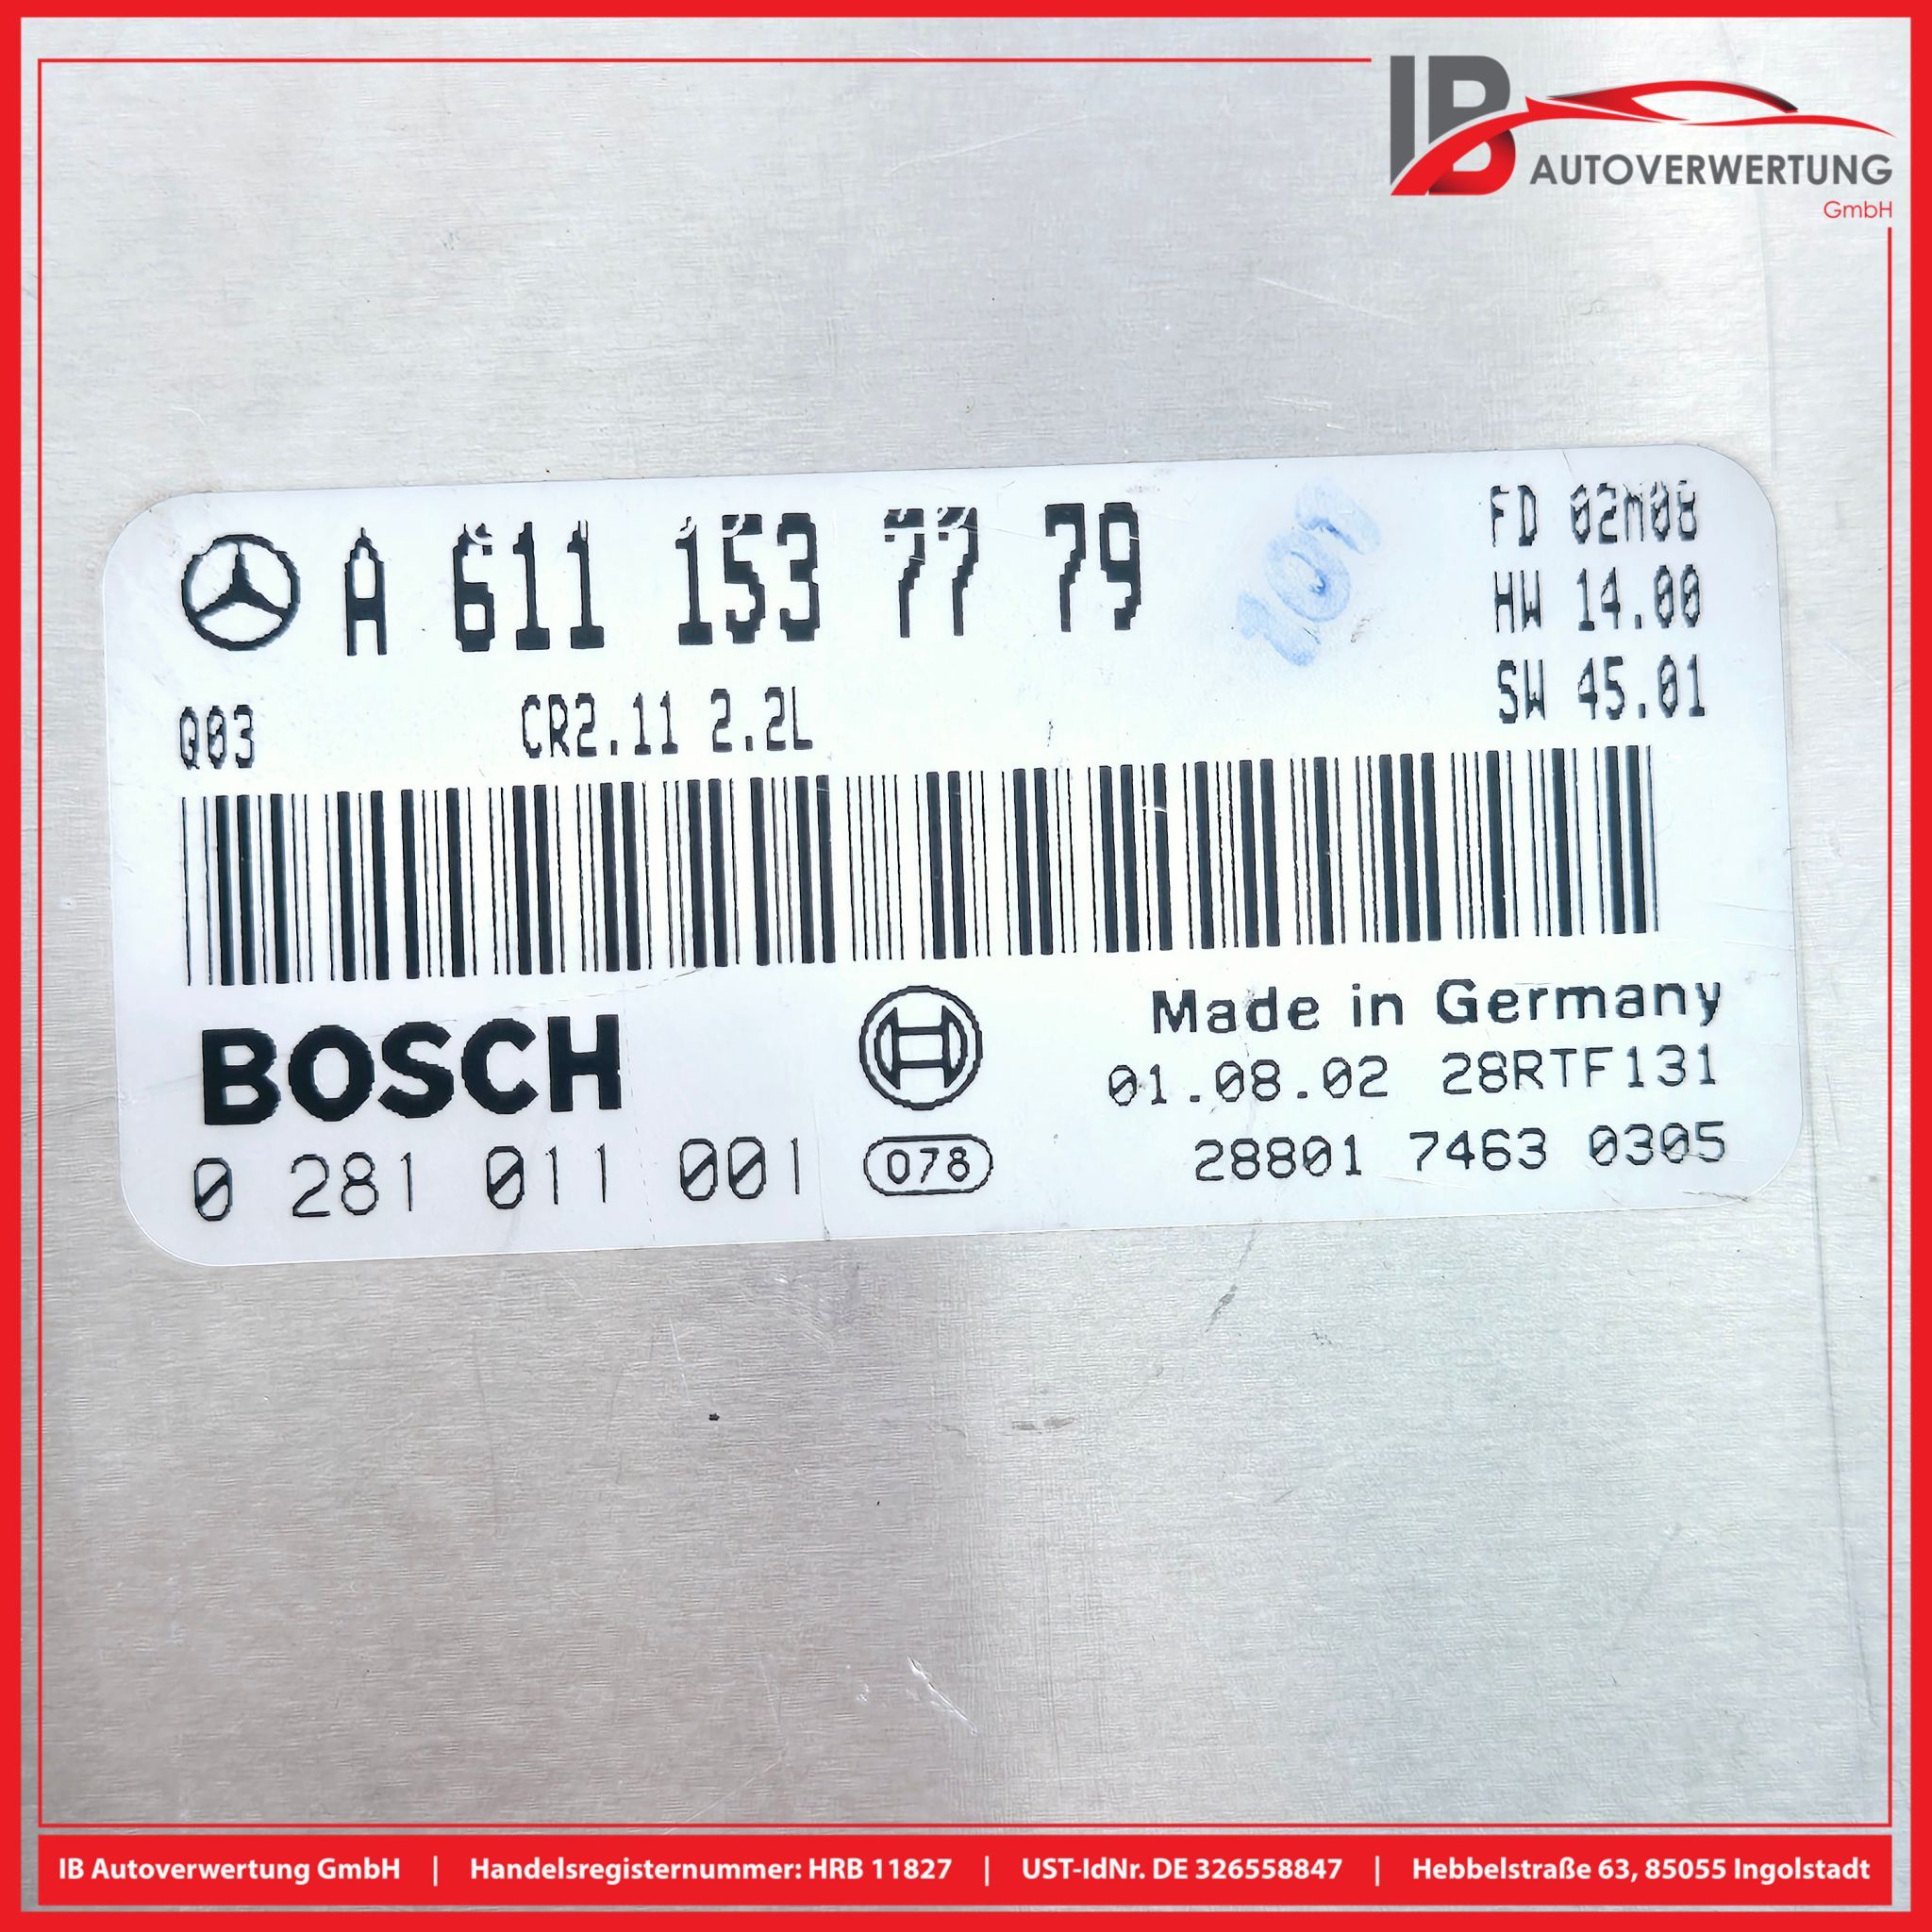 IB AUTOVERWERTUNG
GmbH
A 611 153 77 79
101
FD 02M08
HW 14.00
SW 45.01
Q03 CR2.11 2.2L
BOSCH
Made in Germany
01.08.02 28RTF131
0 281 011 001 078 28801 7463 0305
IB Autoverwertung GmbH | Handelsregisternummer: HRB 11827 | UST-IdNr. DE 326558847 | Hebbelstraße 63, 85055 Ingolstadt